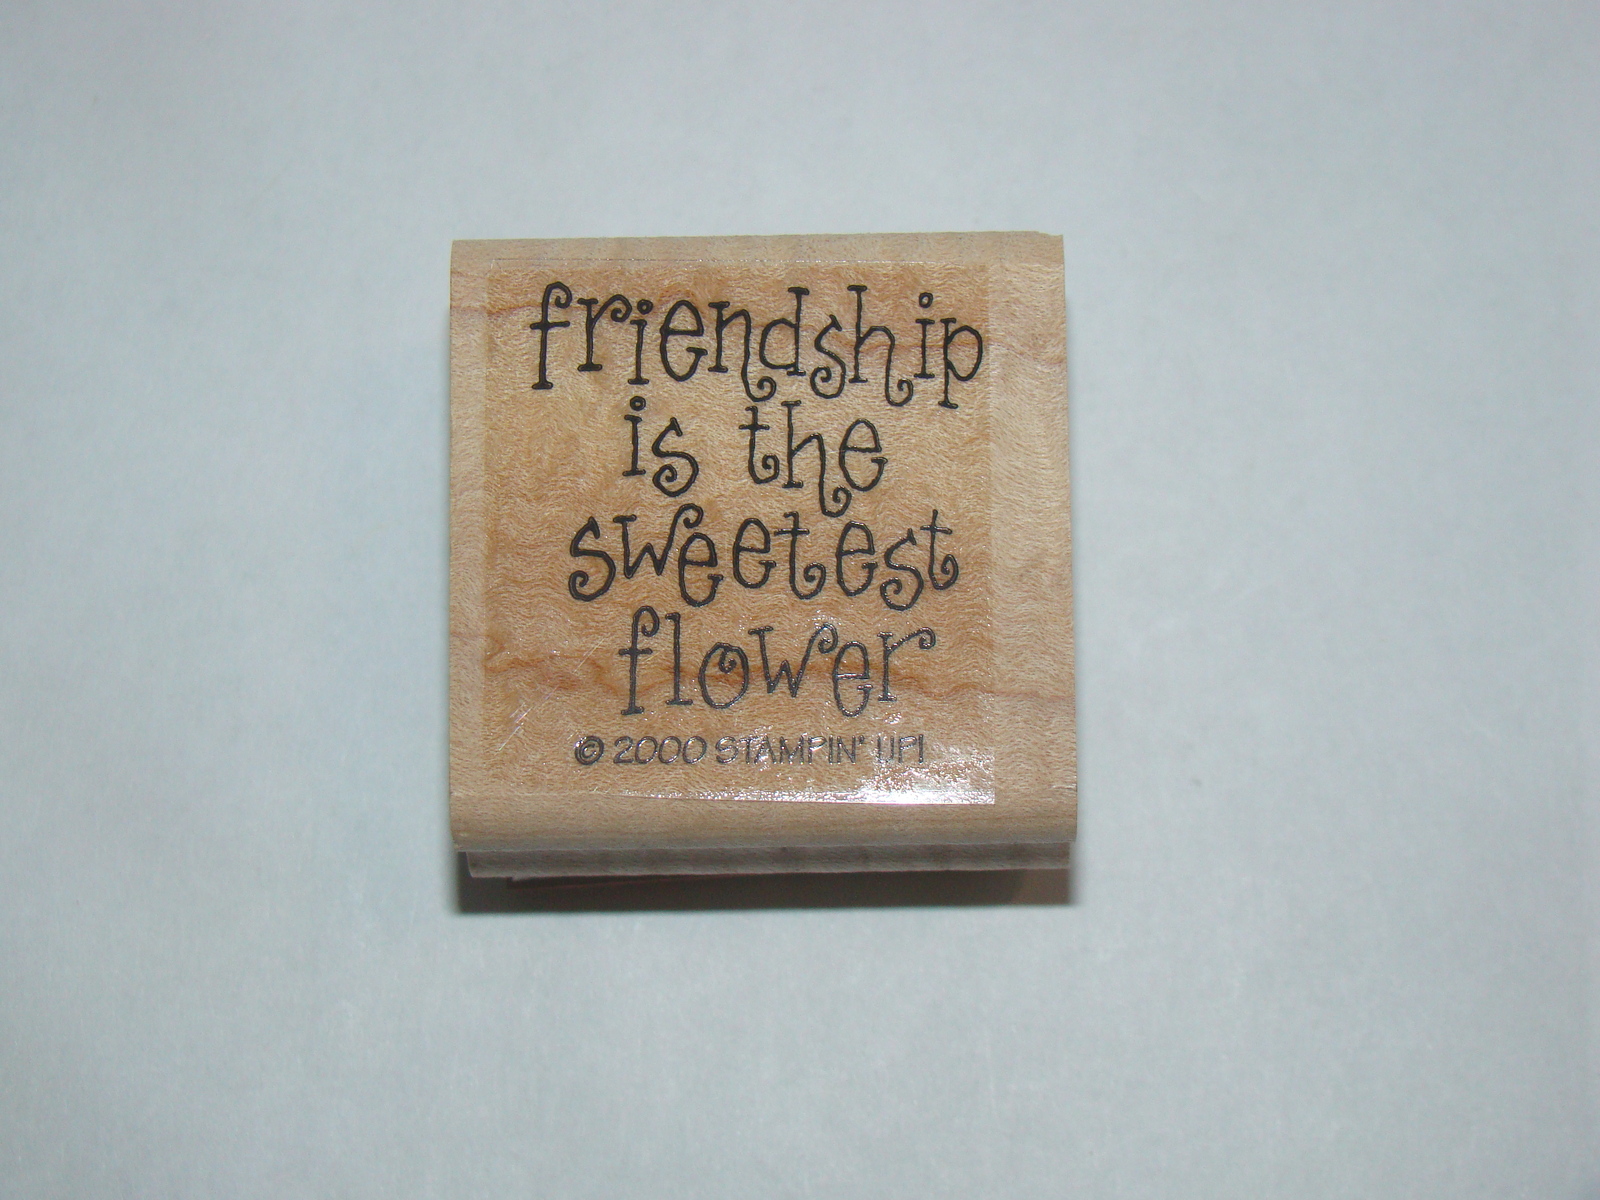 friendship
is the
sweetest
flower
© 2000 STAMPIN' UP!